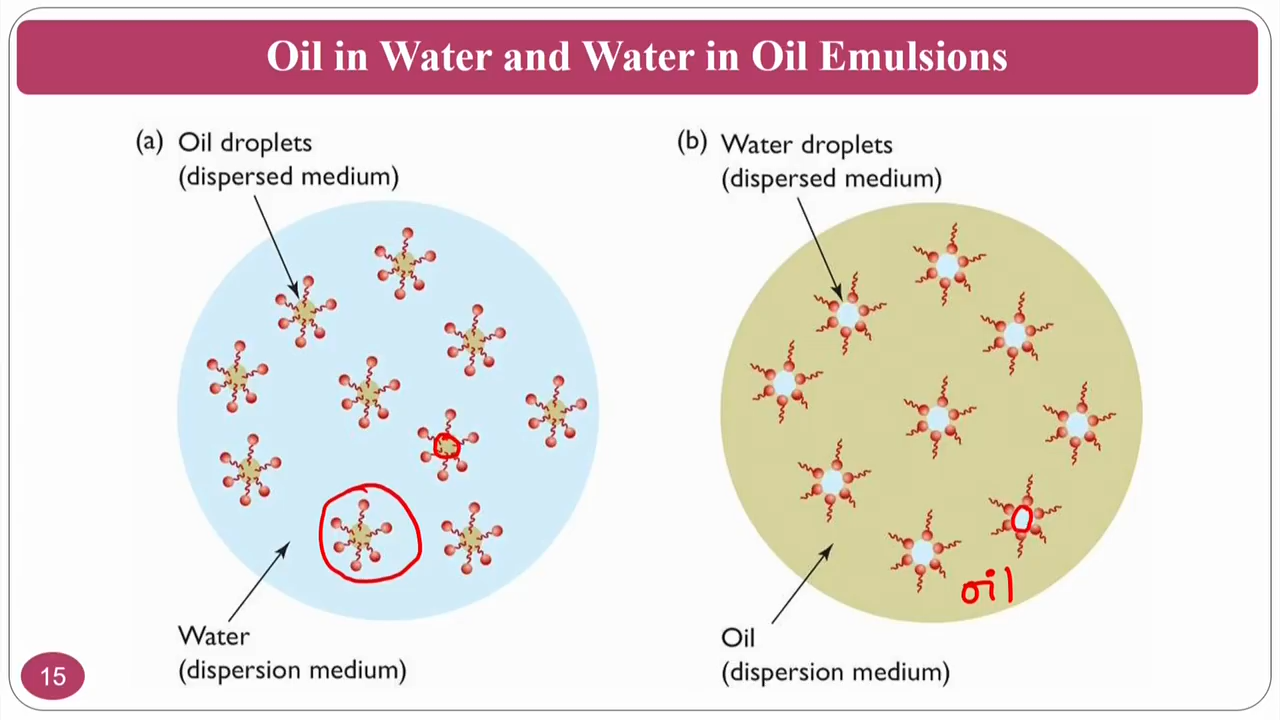 Oil in Water and Water in Oil Emulsions
(a) Oil droplets
(dispersed medium)
(b) Water droplets
(dispersed medium)
oil
Water
(dispersion medium)
Oil
(dispersion medium)
15